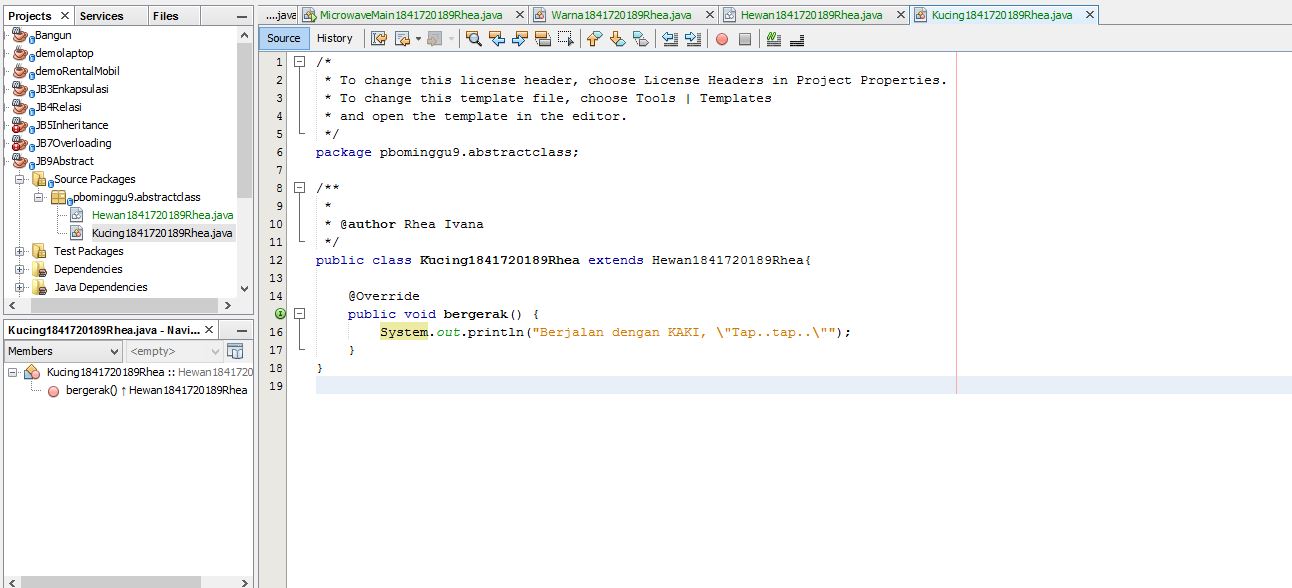 Projects Services Files
Bangun
demolaptop
demoRentalMobil
JB3Enkapsulasi
JB4Relasi
JB5Inheritance
JB7Overloading
JB9Abstract
Source Packages
pbominggu9.abstractclass
Hewan1841720189Rhea.java
Kucing1841720189Rhea.java
Test Packages
Dependencies
Java Dependencies
Kucing1841720189Rhea.java - Navi...
Members <empty>
Kucing1841720189Rhea :: Hewan1841720
bergerak() ↑ Hewan1841720189Rhea
....java MicrowaveMain1841720189Rhea.java Warna1841720189Rhea.java Hewan1841720189Rhea.java Kucing1841720189Rhea.java
Source History
1 /*
2 * To change this license header, choose License Headers in Project Properties.
3 * To change this template file, choose Tools | Templates
4 * and open the template in the editor.
5 */
6 package pbominggu9.abstractclass;
7
8 /**
9 *
10 * @author Rhea Ivana
11 */
12 public class Kucing1841720189Rhea extends Hewan1841720189Rhea{
13
14 @Override
public void bergerak() {
16 System.out.println("Berjalan dengan KAKI, \"Tap..tap..\"");
17 }
18 }
19